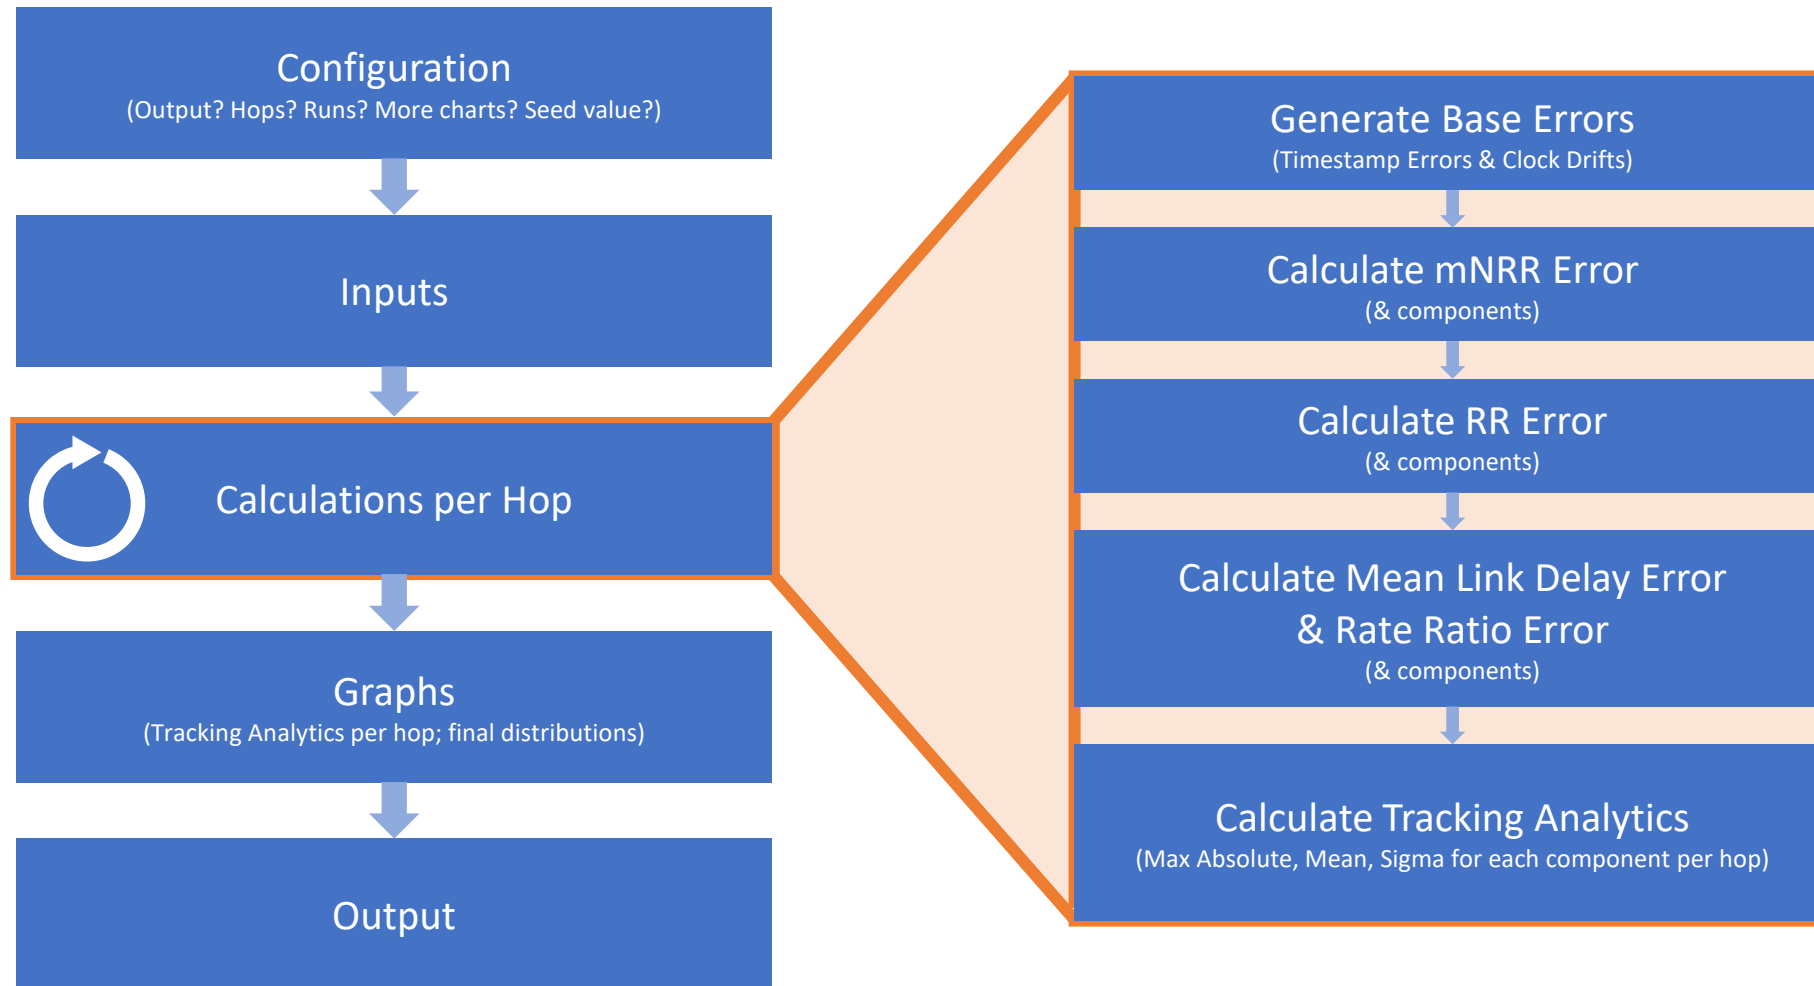 Configuration
(Output? Hops? Runs? More charts? Seed value?)
Inputs
Calculations per Hop
Graphs
(Tracking Analytics per hop; final distributions)
Output
Generate Base Errors
(Timestamp Errors & Clock Drifts)
Calculate mNRR Error
(& components)
Calculate RR Error
(& components)
Calculate Mean Link Delay Error
& Rate Ratio Error
(& components)
Calculate Tracking Analytics
(Max Absolute, Mean, Sigma for each component per hop)